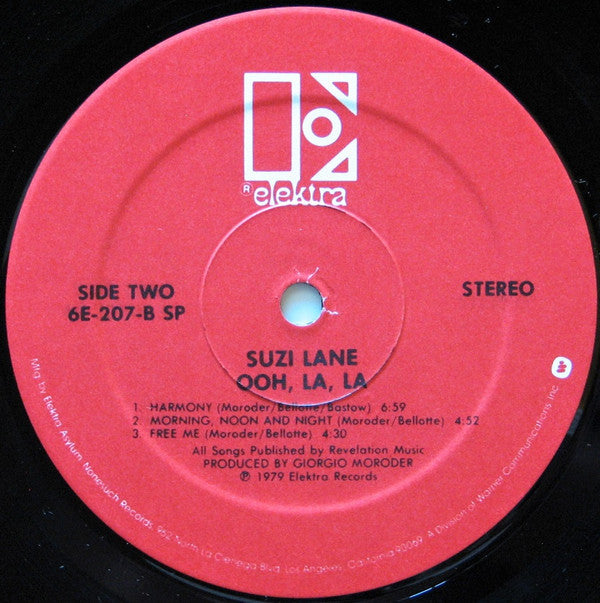 ® elektra
SIDE TWO
6E-207-B SP
STEREO
SUZI LANE
OOH, LA, LA
1. HARMONY (Moroder/Bellotte/Bastow) 6:59
2. MORNING, NOON AND NIGHT (Moroder/Bellotte) 4:52
3. FREE ME (Moroder/Bellotte) 4:30
All Songs Published by Revelation Music
PRODUCED BY GIORGIO MORODER
℗ 1979 Elektra Records
Mfg. by Elektra/Asylum/Nonesuch Records, 962 North La Cienega Blvd., Los Angeles, California 90069. A Division of Warner Communications, Inc.